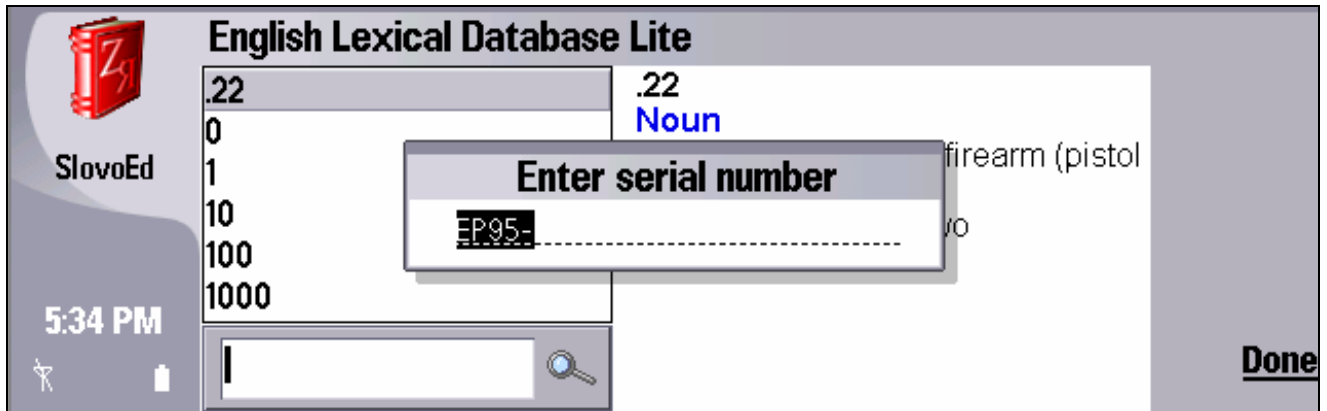 English Lexical Database Lite
SlovoEd
5:34 PM
.22
0
1
10
100
1000
.22
Noun
firearm (pistol
Enter serial number
EP95-
Done